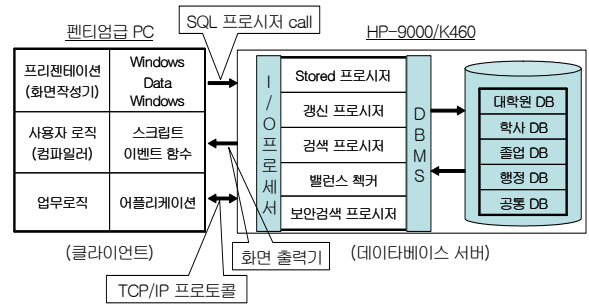 SQL 프로시저 call
펜티엄급 PC
HP-9000/K460
프리젠테이션
(화면작성기)
Windows
Data
Windows
사용자 로직
(컴파일러)
스크립트
이벤트 함수
업무로직
어플리케이션
I/O프로세서
Stored 프로시저
갱신 프로시저
검색 프로시저
밸런스 첵커
보안검색 프로시저
DBMS
대학원 DB
학사 DB
졸업 DB
행정 DB
공통 DB
(클라이언트)
화면 출력기
(데이타베이스 서버)
TCP/IP 프로토콜